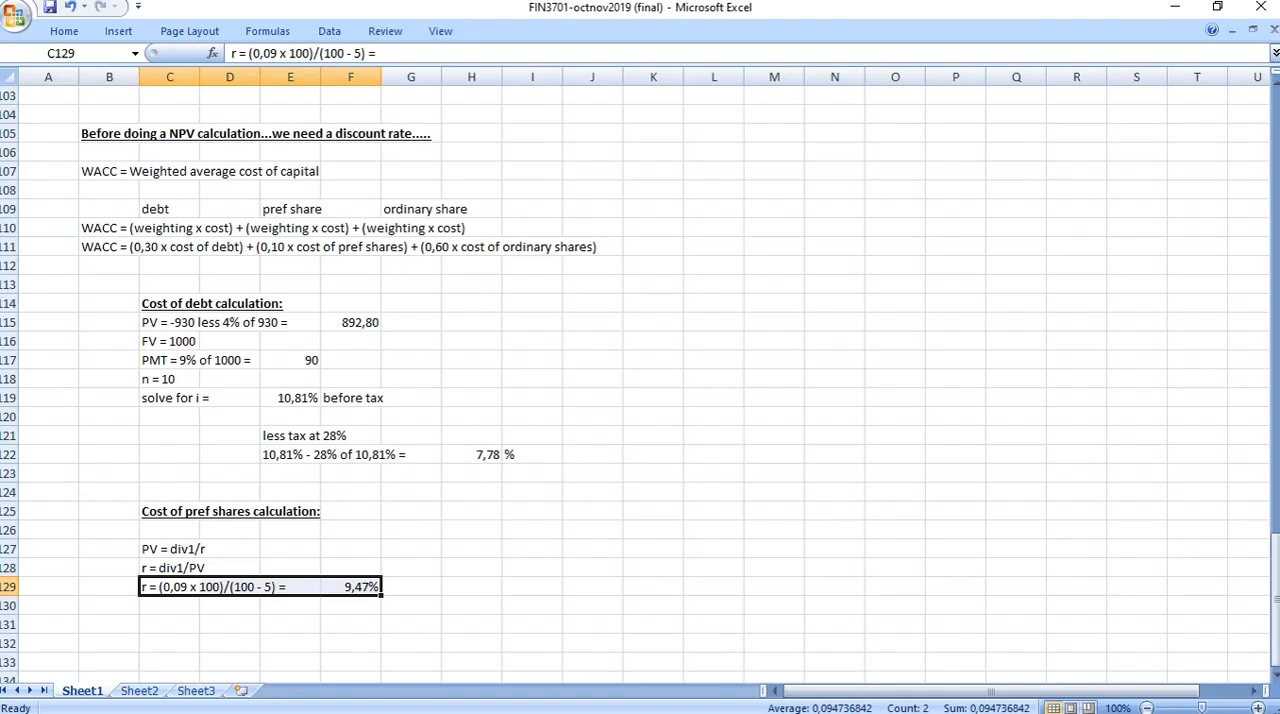 FIN3701-octnov2019 (final) - Microsoft Excel
Home Insert Page Layout Formulas Data Review View
C129 fx r = (0,09 x 100)/(100 - 5) =
A B C D E F G H I J K L M N O P Q R S T U
103
104
105 Before doing a NPV calculation...we need a discount rate.....
106
107 WACC = Weighted average cost of capital
108
109 debt pref share ordinary share
110 WACC = (weighting x cost) + (weighting x cost) + (weighting x cost)
111 WACC = (0,30 x cost of debt) + (0,10 x cost of pref shares) + (0,60 x cost of ordinary shares)
112
113
114 Cost of debt calculation:
115 PV = -930 less 4% of 930 = 892,80
116 FV = 1000
117 PMT = 9% of 1000 = 90
118 n = 10
119 solve for i = 10,81% before tax
120
121 less tax at 28%
122 10,81% - 28% of 10,81% = 7,78 %
123
124
125 Cost of pref shares calculation:
126
127 PV = div1/r
128 r = div1/PV
129 r = (0,09 x 100)/(100 - 5) = 9,47%
130
131
132
133
134
Sheet1 Sheet2 Sheet3
Ready Average: 0,094736842 Count: 2 Sum: 0,094736842 100%